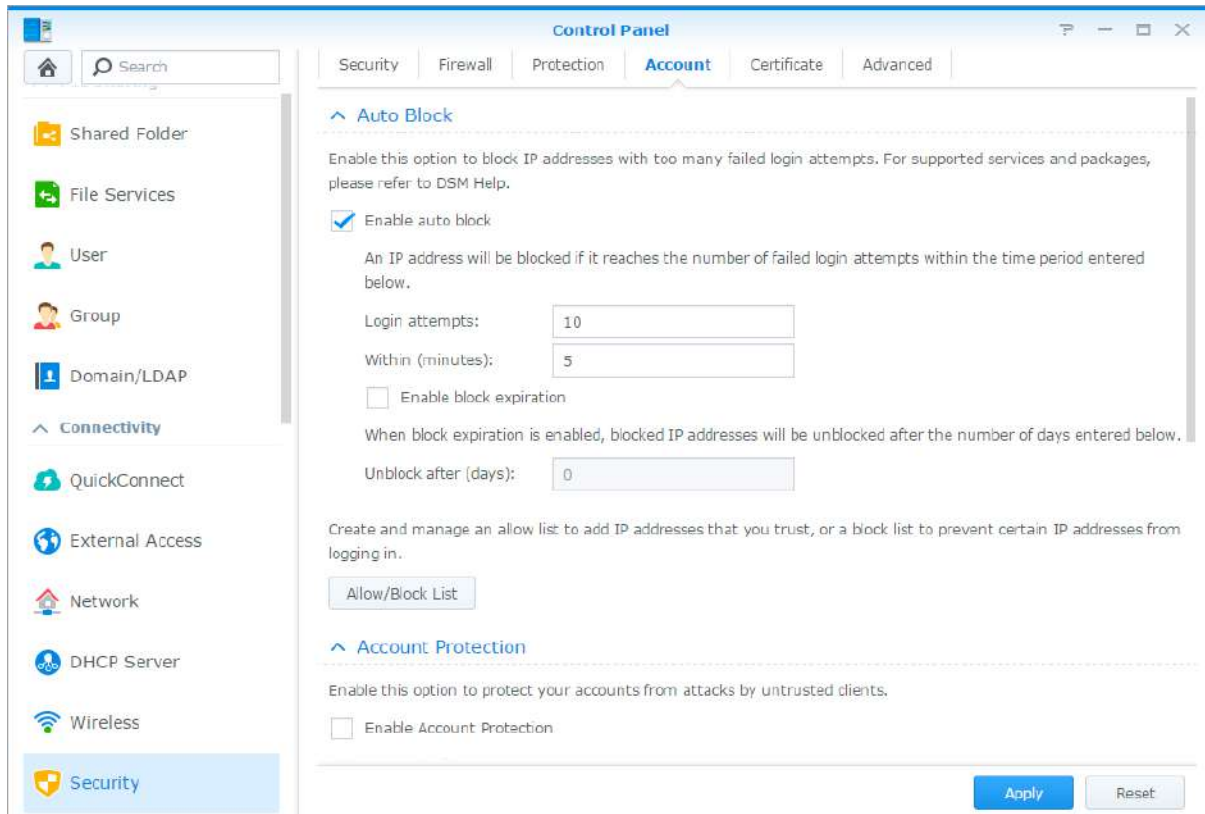 Control Panel
Search
Shared Folder
File Services
User
Group
Domain/LDAP
Connectivity
QuickConnect
External Access
Network
DHCP Server
Wireless
Security
Security Firewall Protection Account Certificate Advanced
Auto Block
Enable this option to block IP addresses with too many failed login attempts. For supported services and packages,
please refer to DSM Help.
Enable auto block
An IP address will be blocked if it reaches the number of failed login attempts within the time period entered
below.
Login attempts: 10
Within (minutes): 5
Enable block expiration
When block expiration is enabled, blocked IP addresses will be unblocked after the number of days entered below.
Unblock after (days): 0
Create and manage an allow list to add IP addresses that you trust, or a block list to prevent certain IP addresses from
logging in.
Allow/Block List
Account Protection
Enable this option to protect your accounts from attacks by untrusted clients.
Enable Account Protection
Apply Reset